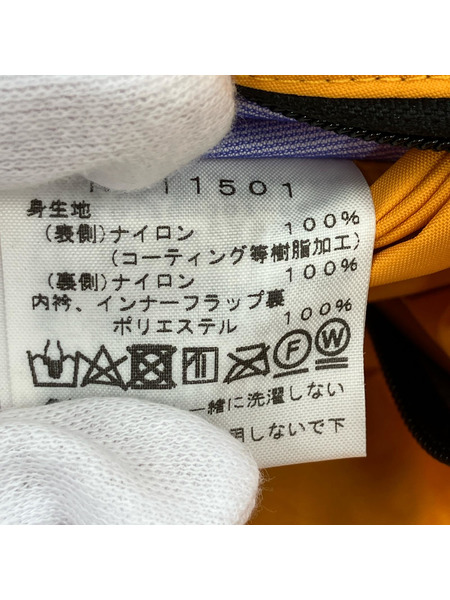 11501
身生地
(表側)ナイロン 100%
(コーティング等樹脂加工)
(裏側)ナイロン 100%
内衿、インナーフラップ裏
ポリエステル 100%
F W
一緒に洗濯しない
用しないで下